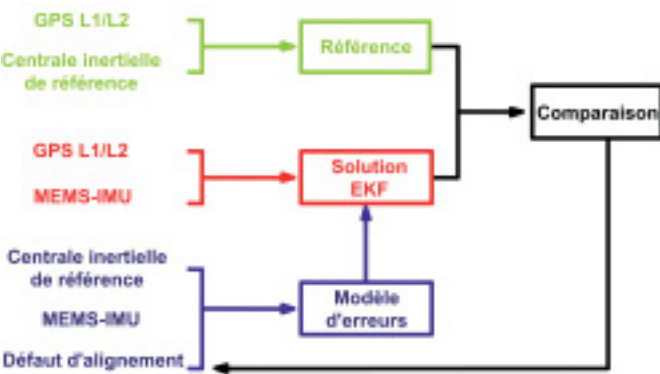 GPS L1/L2
Centrale inertielle
de référence
Référence
Comparaison
GPS L1/L2
MEMS-IMU
Solution
EKF
Centrale inertielle
de référence
MEMS-IMU
Défaut d'alignement
Modèle
d'erreurs